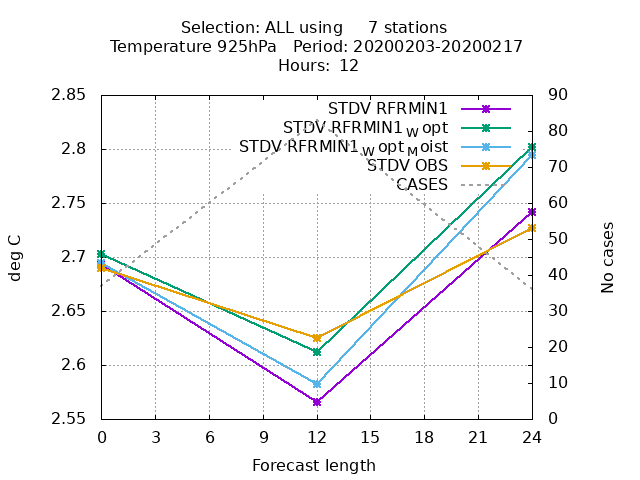 Selection: ALL using     7 stations
Temperature 925hPa   Period: 20200203-20200217
Hours:  12
2.85
2.8
2.75
2.7
2.65
2.6
2.55
deg C
90
80
70
60
50
40
30
20
10
0
No cases
STDV RFRMIN1
STDV RFRMIN1 W opt
STDV RFRMIN1 W opt M oist
STDV OBS
CASES
0 3 6 9 12 15 18 21 24
Forecast length